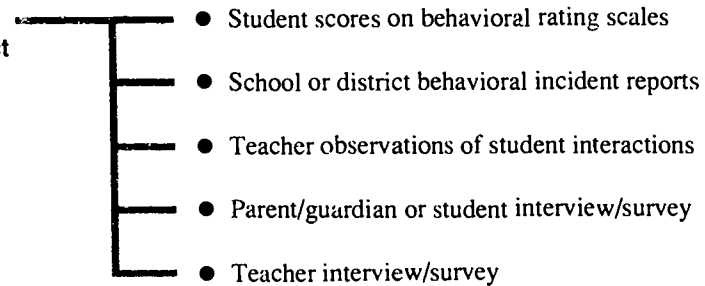 ● Student scores on behavioral rating scales
ct
● School or district behavioral incident reports
● Teacher observations of student interactions
● Parent/guardian or student interview/survey
● Teacher interview/survey